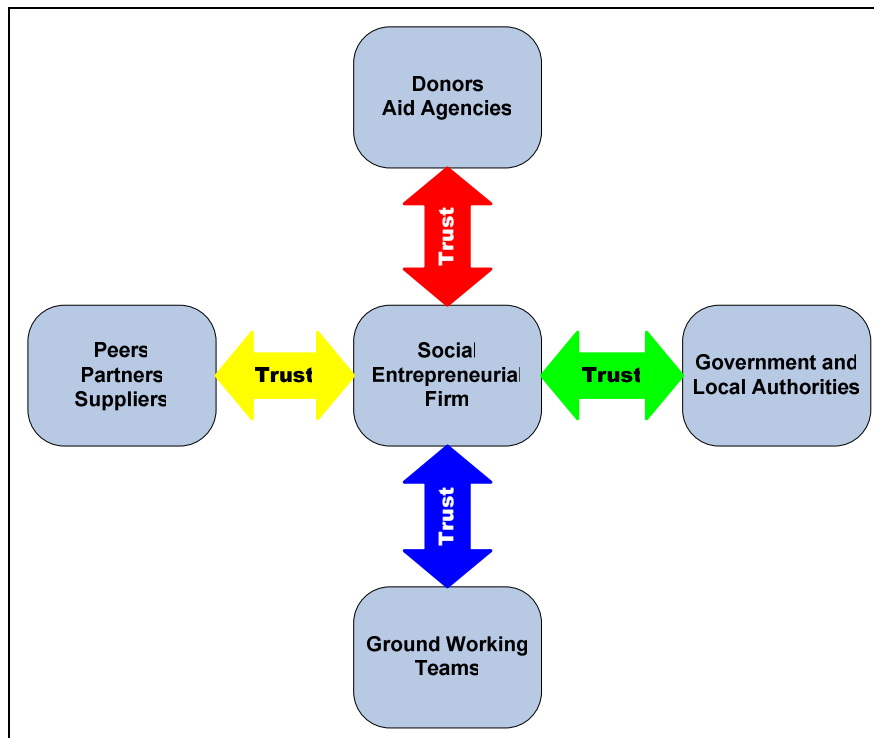 Donors
Aid Agencies
Trust
Peers
Partners
Suppliers
Trust
Social
Entrepreneurial
Firm
Trust
Government and
Local Authorities
Trust
Ground Working
Teams